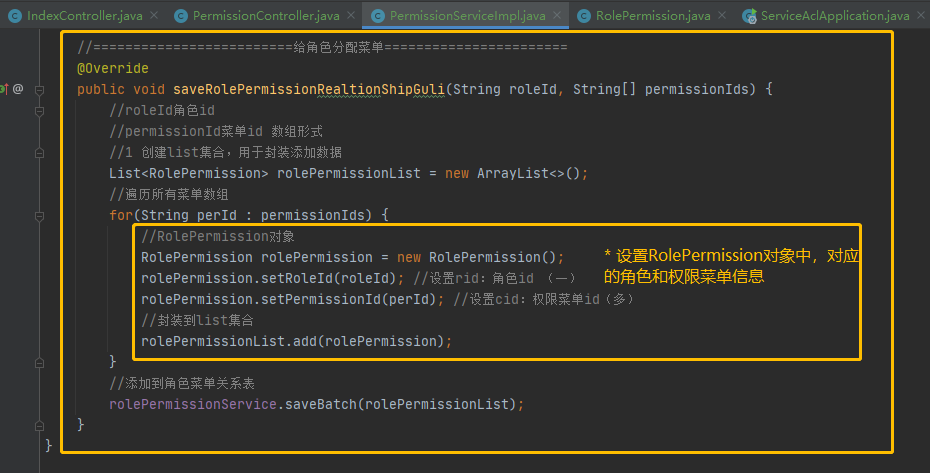 IndexController.java × PermissionController.java × PermissionServiceImpl.java × RolePermission.java × ServiceAclApplication.java ×
//=========================给角色分配菜单=======================
@Override
public void saveRolePermissionRealtionShipGuli(String roleId, String[] permissionIds) {
//roleId角色id
//permissionId菜单id 数组形式
//1 创建list集合，用于封装添加数据
List<RolePermission> rolePermissionList = new ArrayList<>();
//遍历所有菜单数组
for(String perId : permissionIds) {
//RolePermission对象
RolePermission rolePermission = new RolePermission();
rolePermission.setRoleId(roleId); //设置rid：角色id （一）
rolePermission.setPermissionId(perId); //设置cid：权限菜单id（多）
//封装到list集合
rolePermissionList.add(rolePermission);
* 设置RolePermission对象中，对应
的角色和权限菜单信息
}
//添加到角色菜单关系表
rolePermissionService.saveBatch(rolePermissionList);
}
}